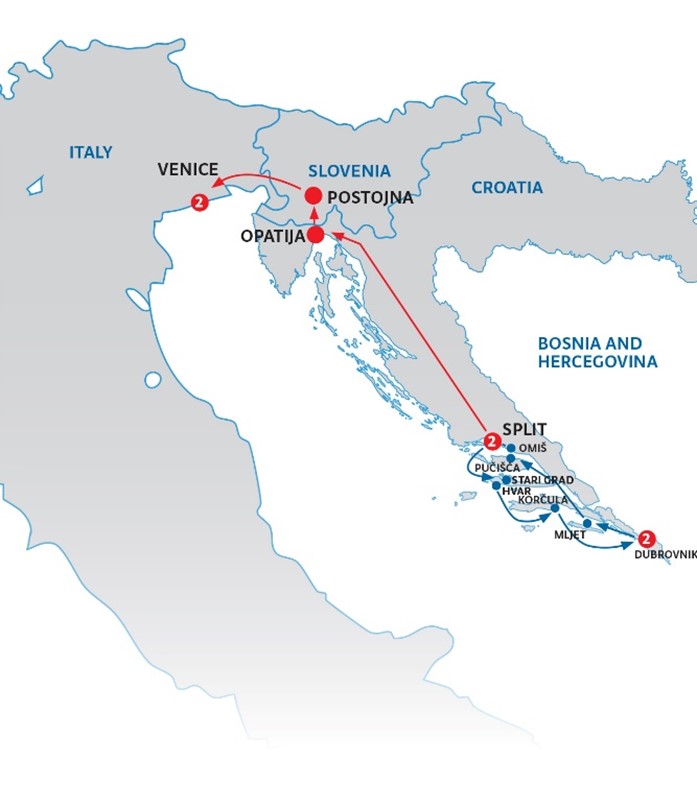 ITALY
VENICE
2
SLOVENIA
POSTOJNA
CROATIA
OPATIJA
BOSNIA AND
HERCEGOVINA
SPLIT
2
OMIŠ
PUČIŠĆA
STARI GRAD
HVAR
KORČULA
MLJET
2
DUBROVNIK